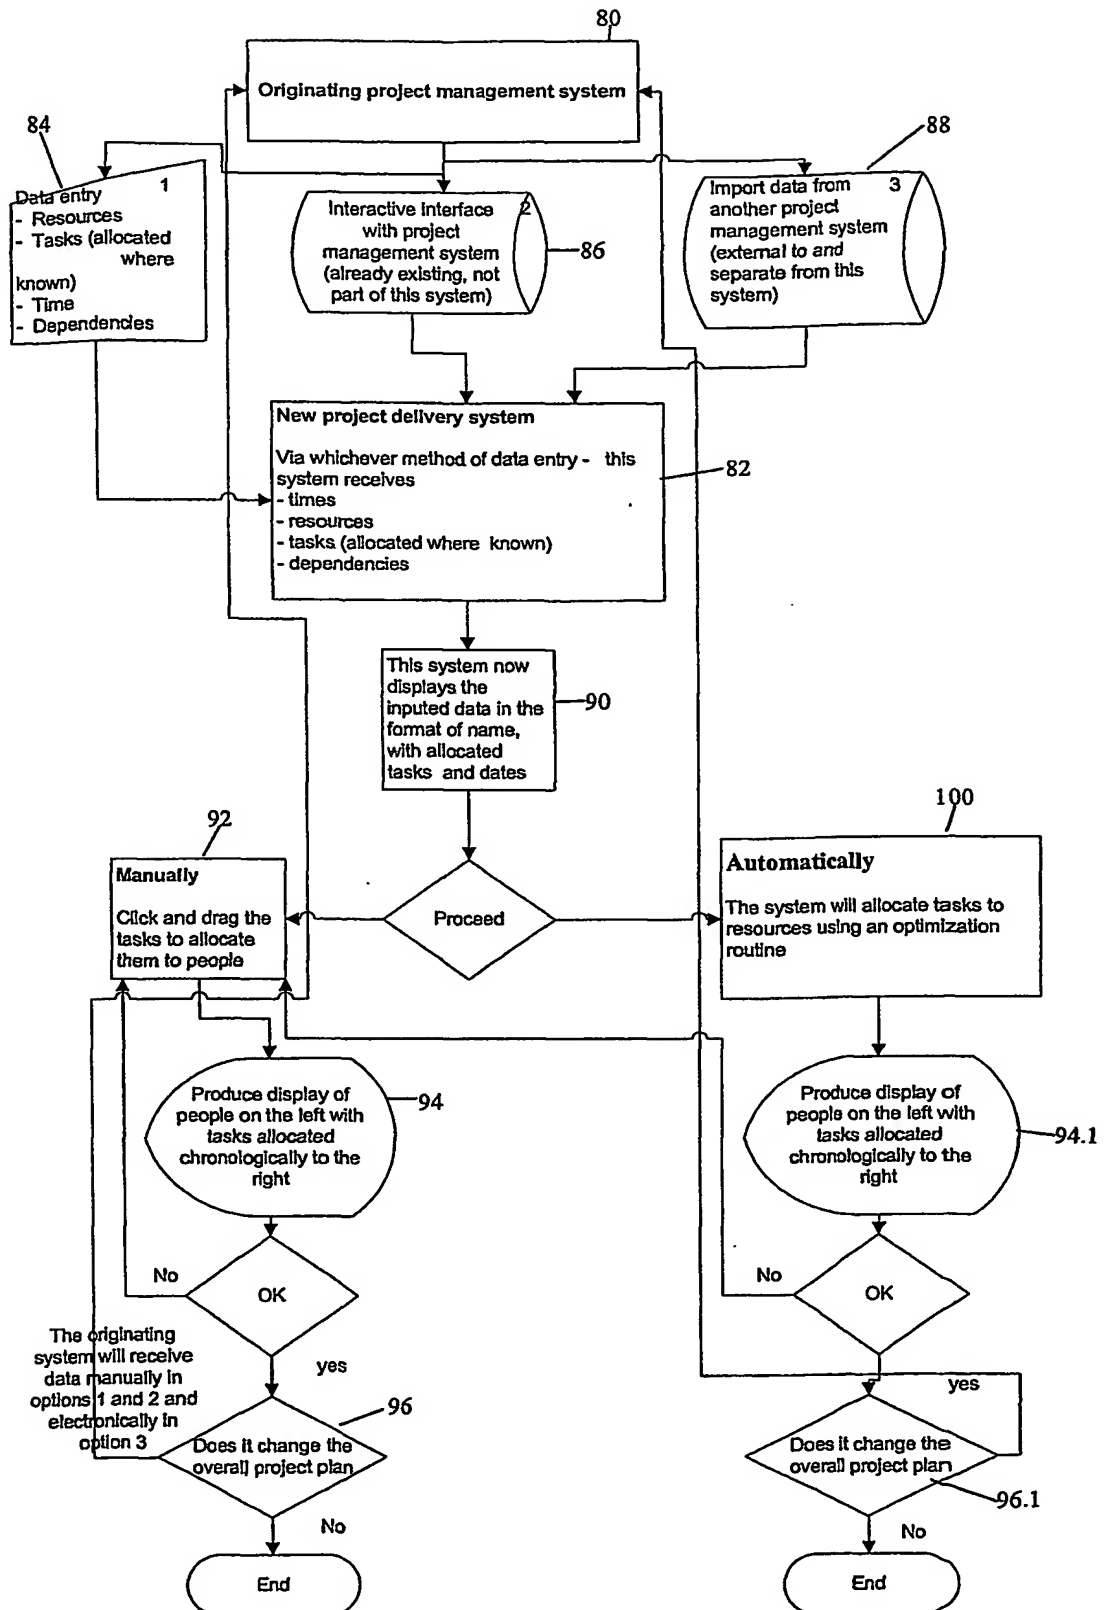 80
Originating project management system
84
88
Data entry 1
- Resources
- Tasks (allocated
where
known)
- Time
- Dependencies
Interactive Interface 2
with project
management system
(already existing, not
part of this system)
86
Import data from 3
another project
management system
(external to and
separate from this
system)
New project delivery system
Via whichever method of data entry - this
system receives
- times
- resources
- tasks (allocated where known)
- dependencies
82
This system now
displays the
inputed data in the
format of name,
with allocated
tasks and dates
90
92
Manually
Click and drag the
tasks to allocate
them to people
Proceed
100
Automatically
The system will allocate tasks to
resources using an optimization
routine
Produce display of
people on the left with
tasks allocated
chronologically to the
right
94
Produce display of
people on the left with
tasks allocated
chronologically to the
right
94.1
No
OK
No
OK
The originating
system will receive
data manually in
options 1 and 2 and
electronically in
option 3
yes
yes
96
Does it change the
overall project plan
Does it change the
overall project plan
96.1
No
No
End
End